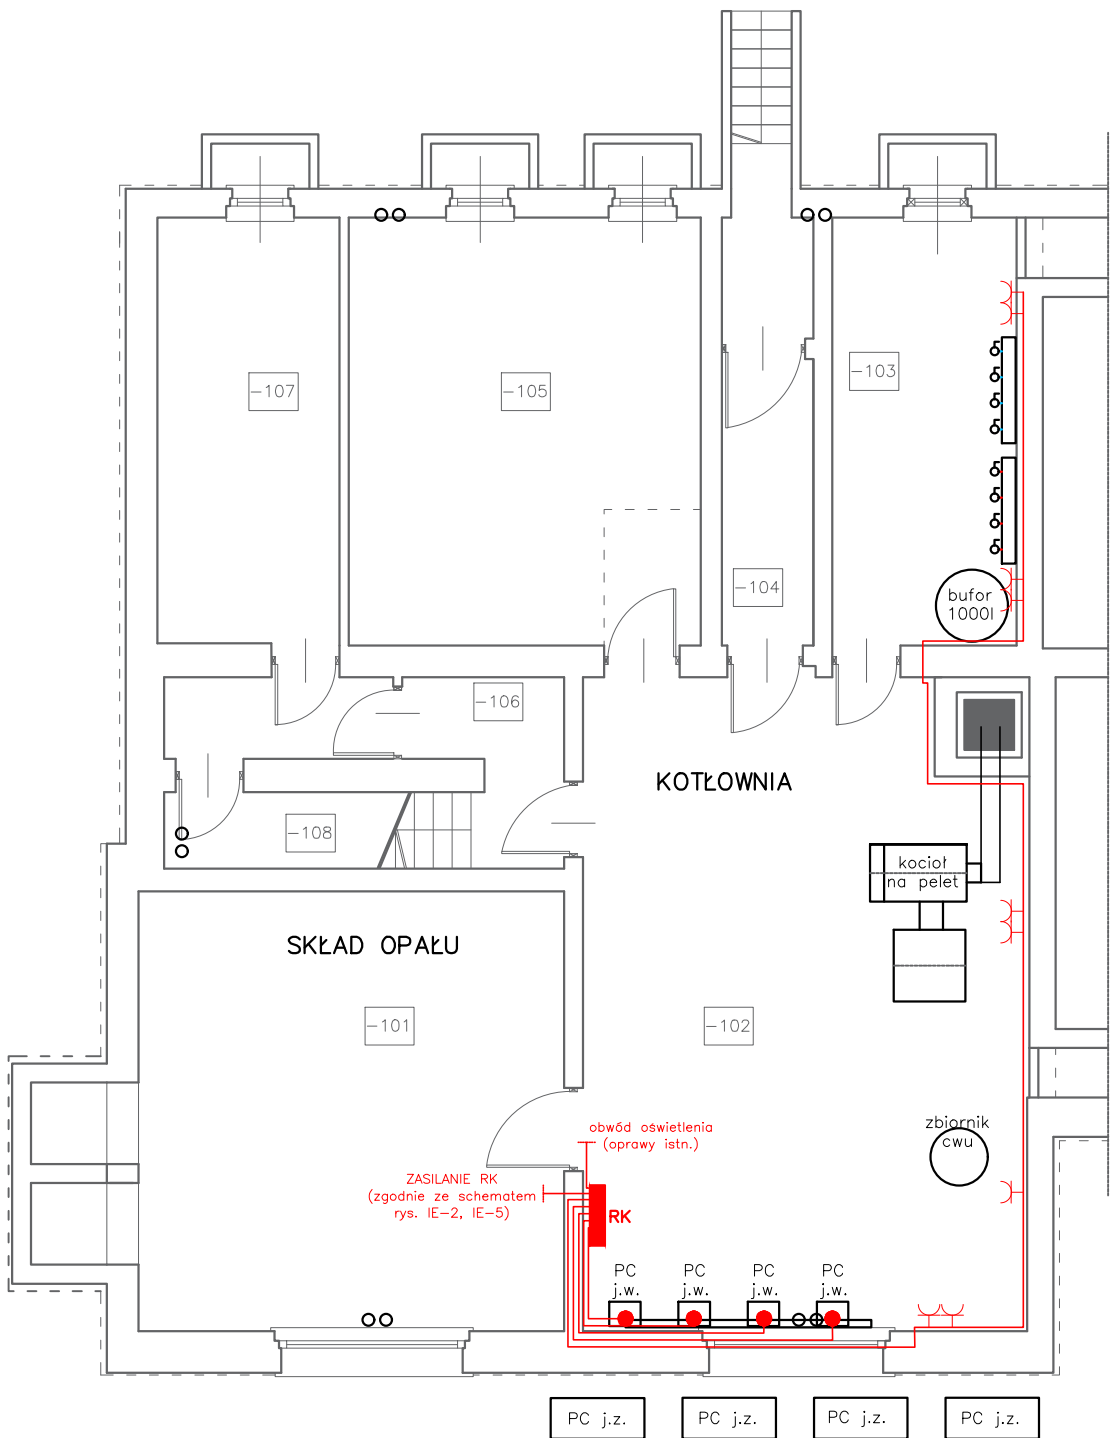 -107
-105
-103
-104
bufor
1000l
-106
KOTŁOWNIA
-108
kocioł
na pelet
SKŁAD OPAŁU
-101
-102
zbiornik
cwu
obwód oświetlenia
(oprawy istn.)
ZASILANIE RK
(zgodnie ze schematem
rys. IE-2, IE-5)
RK
PC
j.w.
PC
j.w.
PC
j.w.
PC
j.w.
PC j.z.
PC j.z.
PC j.z.
PC j.z.